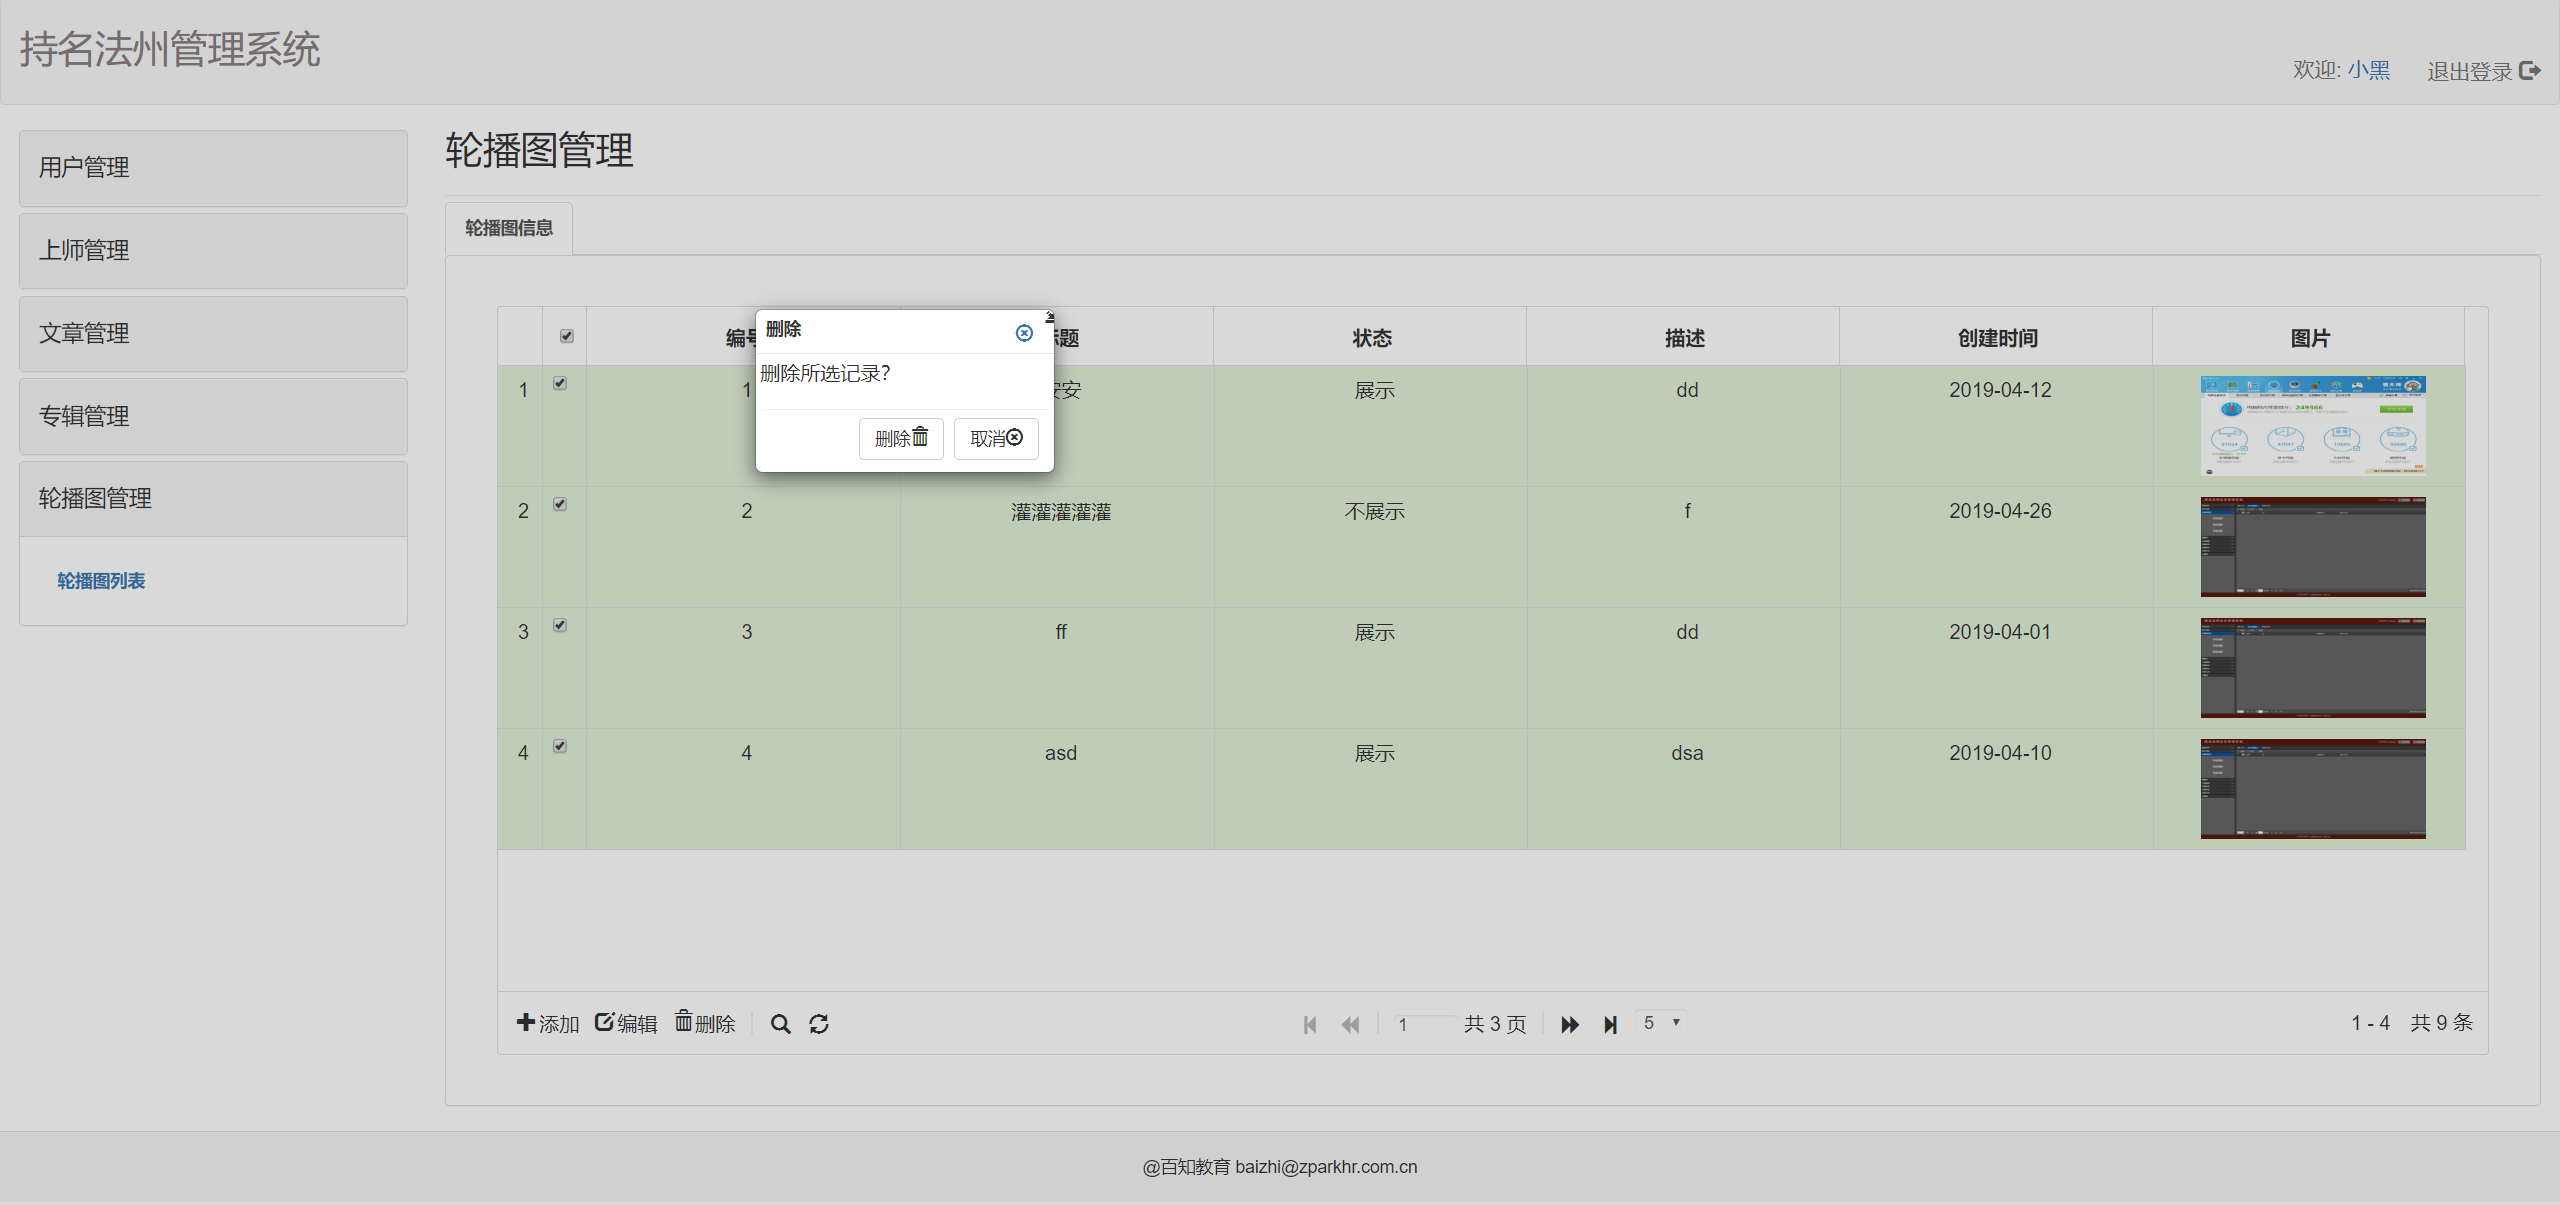 持名法州管理系统
欢迎: 小黑 退出登录
用户管理
上师管理
文章管理
专辑管理
轮播图管理
轮播图列表
轮播图管理
轮播图信息
编号 标题 状态 描述 创建时间 图片
删除
删除所选记录?
删除 取消
1 1 安安 展示 dd 2019-04-12
249366
2 2 灌灌灌灌灌 不展示 f 2019-04-26
3 3 ff 展示 dd 2019-04-01
4 4 asd 展示 dsa 2019-04-10
添加 编辑 删除 1 共 3 页 5 1 - 4 共 9 条
@百知教育 baizhi@zparkhr.com.cn